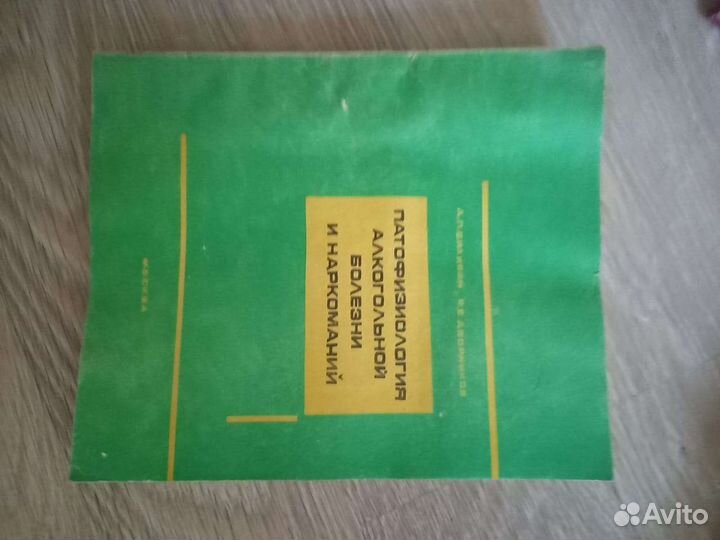 ПАТОФИЗИОЛОГИЯ
АЛКОГОЛЬНОЙ
БОЛЕЗНИ
И НАРКОМАНИЙ
МОСКВА
Avito